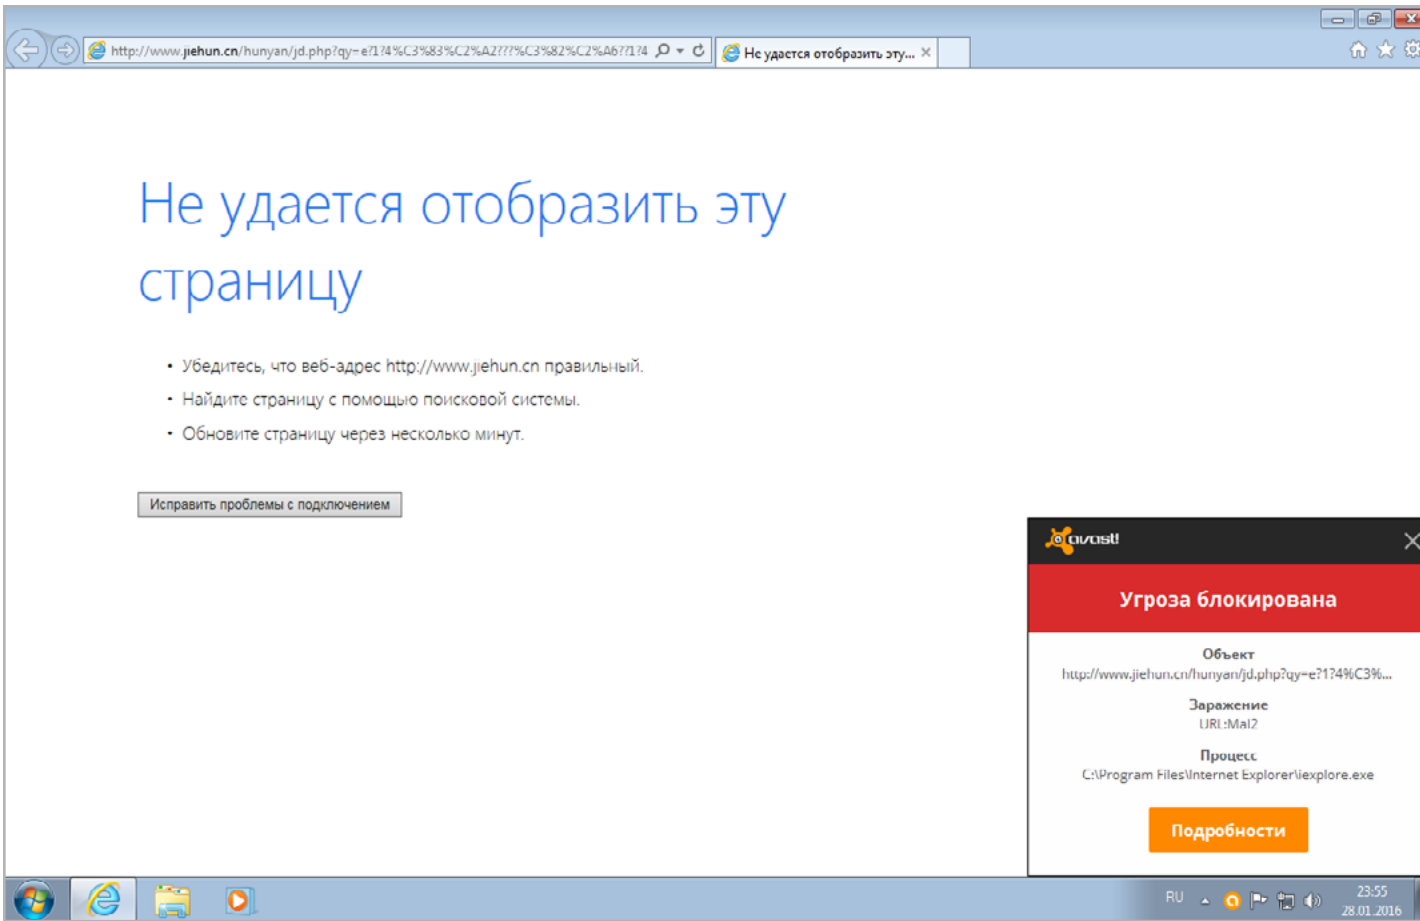 http://www.jiehun.cn/hunyan/jd.php?qy=e?1?4%C3%83%C2%A2???%C3%82%C2%A6??1?4
Не удается отобразить эту...
Не удается отобразить эту
страницу
• Убедитесь, что веб-адрес http://www.jiehun.cn правильный.
• Найдите страницу с помощью поисковой системы.
• Обновите страницу через несколько минут.
Исправить проблемы с подключением
avast!
Угроза блокирована
Объект
http://www.jiehun.cn/hunyan/jd.php?qy=e?1?4%C3%...
Заражение
URL:Mal2
Процесс
C:\Program Files\Internet Explorer\iexplore.exe
Подробности
RU
23:55
28.01.2016